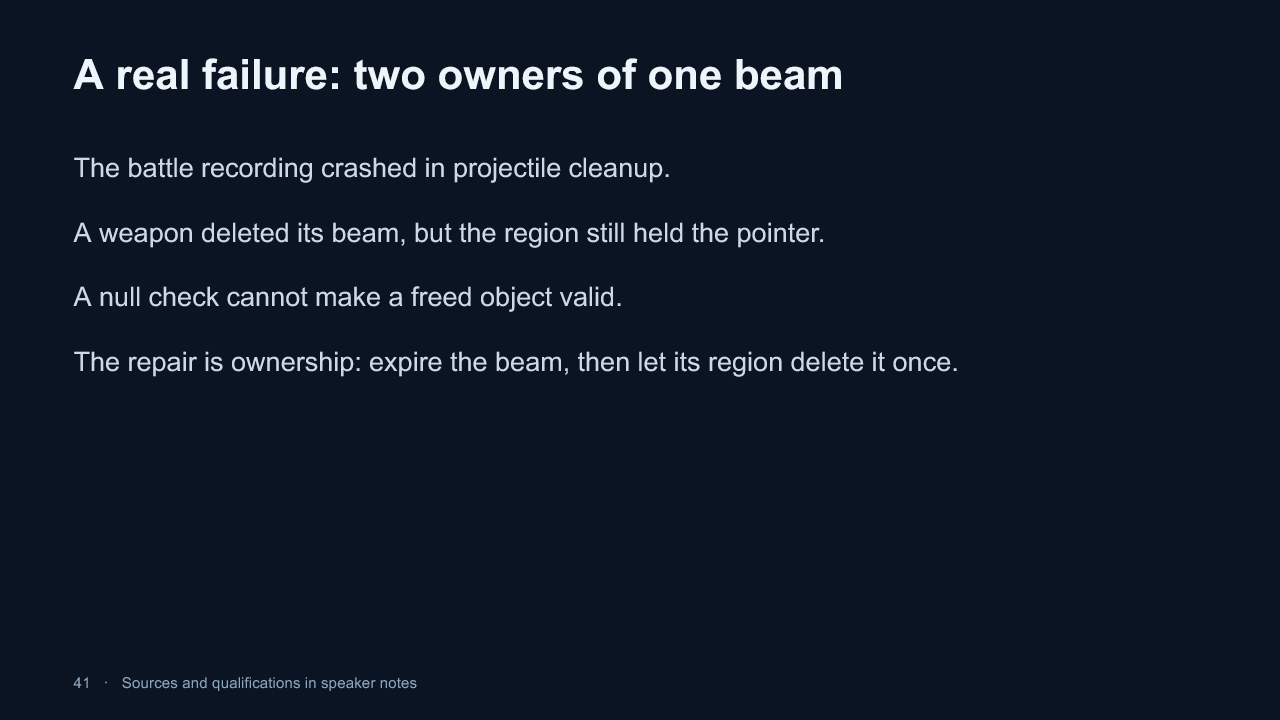 A real failure: two owners of one beam
The battle recording crashed in projectile cleanup.
A weapon deleted its beam, but the region still held the pointer.
A null check cannot make a freed object valid.
The repair is ownership: expire the beam, then let its region delete it once.
41 · Sources and qualifications in speaker notes